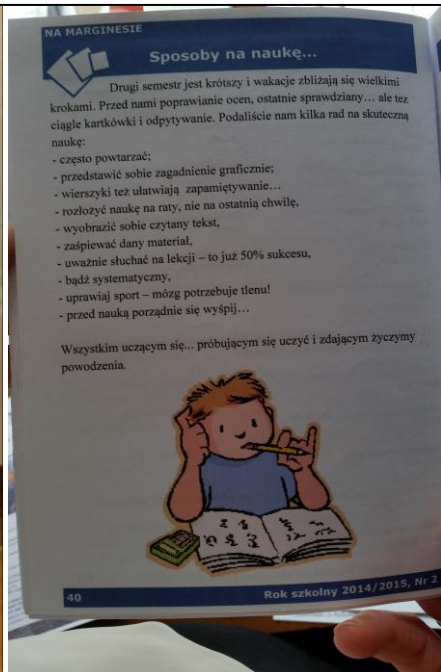 NA MARGINESIE
Sposoby na naukę...
Drugi semestr jest krótszy i wakacje zbliżają się wielkimi
krokami. Przed nami poprawianie ocen, ostatnie sprawdziany… ale też
ciągle kartkówki i odpytywanie. Podaliście nam kilka rad na skuteczną
naukę:
- często powtarzać;
- przedstawić sobie zagadnienie graficznie;
- wierszyki też ułatwiają zapamiętywanie…
- rozłożyć naukę na raty, nie na ostatnią chwilę,
- wyobrazić sobie czytany tekst,
- zaśpiewać dany materiał,
- uważnie słuchać na lekcji – to już 50% sukcesu,
- bądź systematyczny,
- uprawiaj sport – mózg potrzebuje tlenu!
- przed nauką porządnie się wyśpij…
Wszystkim uczącym się... próbującym się uczyć i zdającym życzymy
powodzenia.
40
Rok szkolny 2014/2015, Nr 2